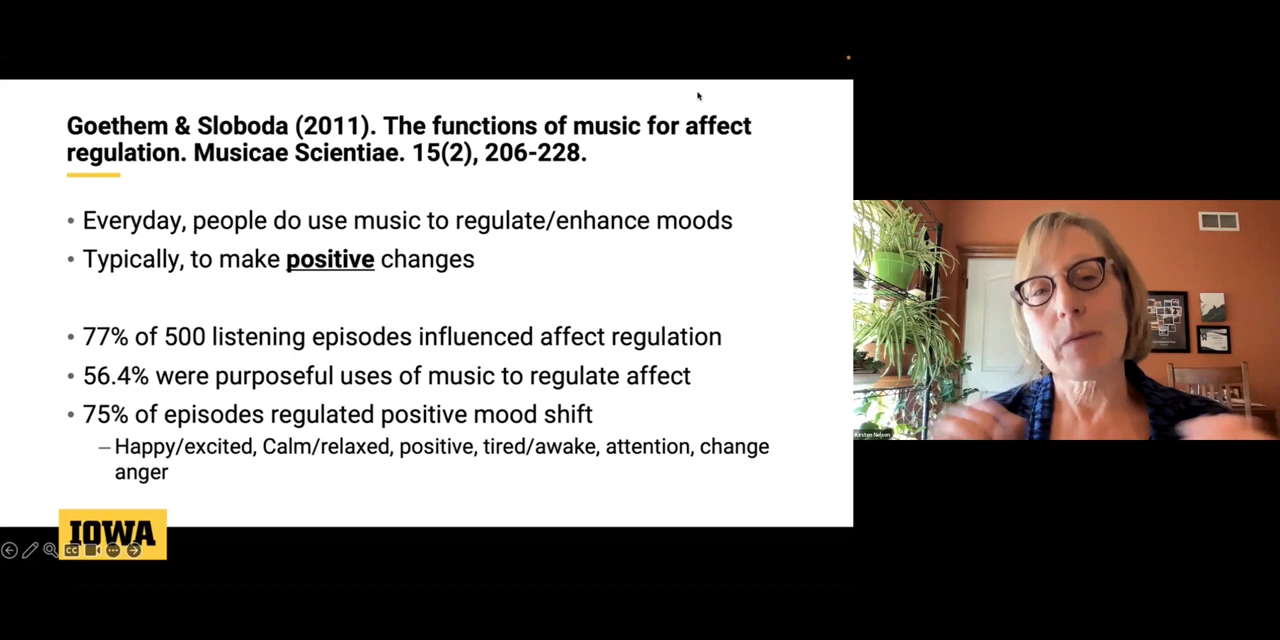 Goethem & Sloboda (2011). The functions of music for affect
regulation. Musicae Scientiae. 15(2), 206-228.
• Everyday, people do use music to regulate/enhance moods
• Typically, to make positive changes
• 77% of 500 listening episodes influenced affect regulation
• 56.4% were purposeful uses of music to regulate affect
• 75% of episodes regulated positive mood shift
– Happy/excited, Calm/relaxed, positive, tired/awake, attention, change
anger
IOWA
CC
Kirsten Nelson